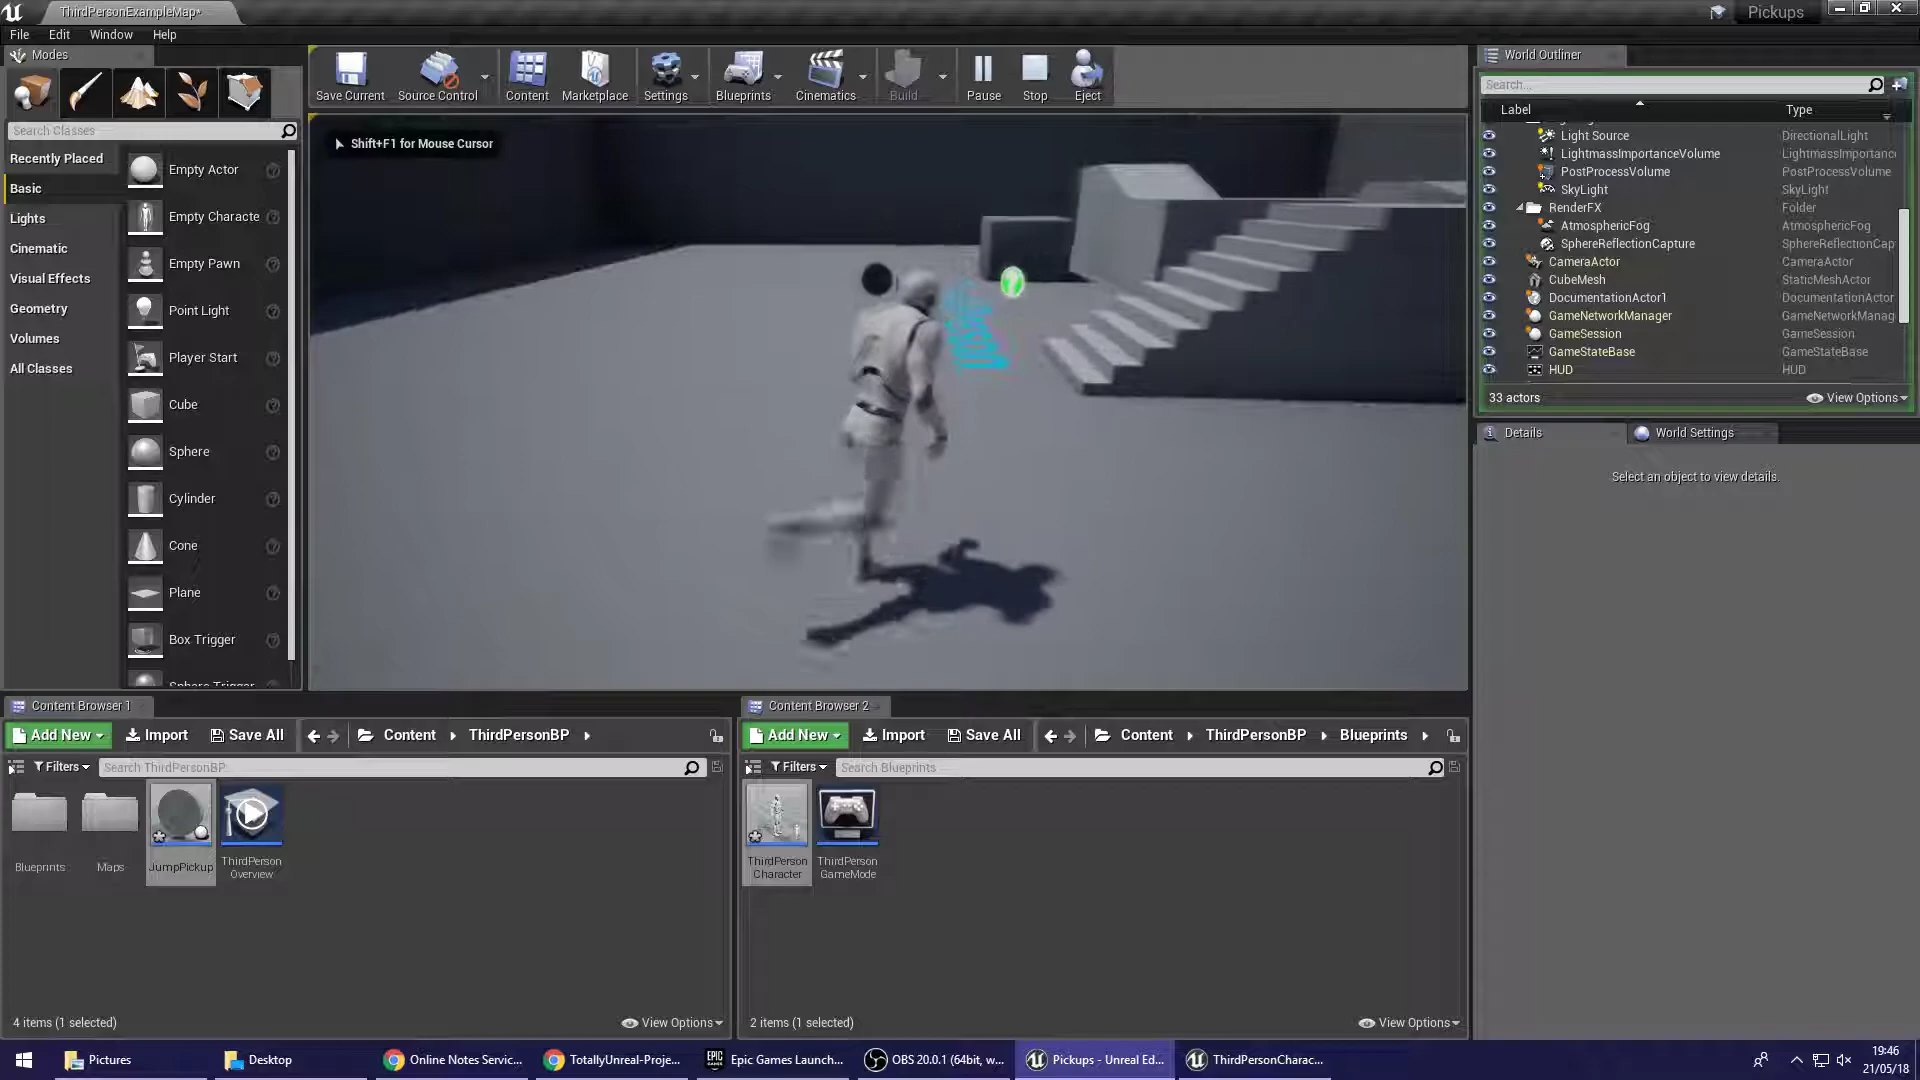 ThirdPersonExampleMap*
Pickups
File Edit Window Help
Modes
Search Classes
Recently Placed
Basic
Lights
Cinematic
Visual Effects
Geometry
Volumes
All Classes
Empty Actor
Empty Characte
Empty Pawn
Point Light
Player Start
Cube
Sphere
Cylinder
Cone
Plane
Box Trigger
Sphere Trigger
Save Current
Source Control
Content
Marketplace
Settings
Blueprints
Cinematics
Build
Pause
Stop
Eject
Shift+F1 for Mouse Cursor
World Outliner
Search...
Label Type
Light Source DirectionalLight
LightmassImportanceVolume LightmassImportanc
PostProcessVolume PostProcessVolume
SkyLight SkyLight
RenderFX Folder
AtmosphericFog AtmosphericFog
SphereReflectionCapture SphereReflectionCap
CameraActor CameraActor
CubeMesh StaticMeshActor
DocumentationActor1 DocumentationActor
GameNetworkManager GameNetworkManag
GameSession GameSession
GameStateBase GameStateBase
HUD HUD
33 actors View Options
Details World Settings
Select an object to view details.
Content Browser 1
Add New Import Save All Content ThirdPersonBP
Filters Search ThirdPersonBP
Blueprints
Maps
JumpPickup
ThirdPerson
Overview
4 items (1 selected) View Options
Content Browser 2
Add New Import Save All Content ThirdPersonBP Blueprints
Filters Search Blueprints
ThirdPerson
Character
ThirdPerson
GameMode
2 items (1 selected) View Options
Pictures
Desktop
Online Notes Servic...
TotallyUnreal-Proje...
Epic Games Launch...
OBS 20.0.1 (64bit, w...
Pickups - Unreal Ed...
ThirdPersonCharac...
19:46
21/05/18